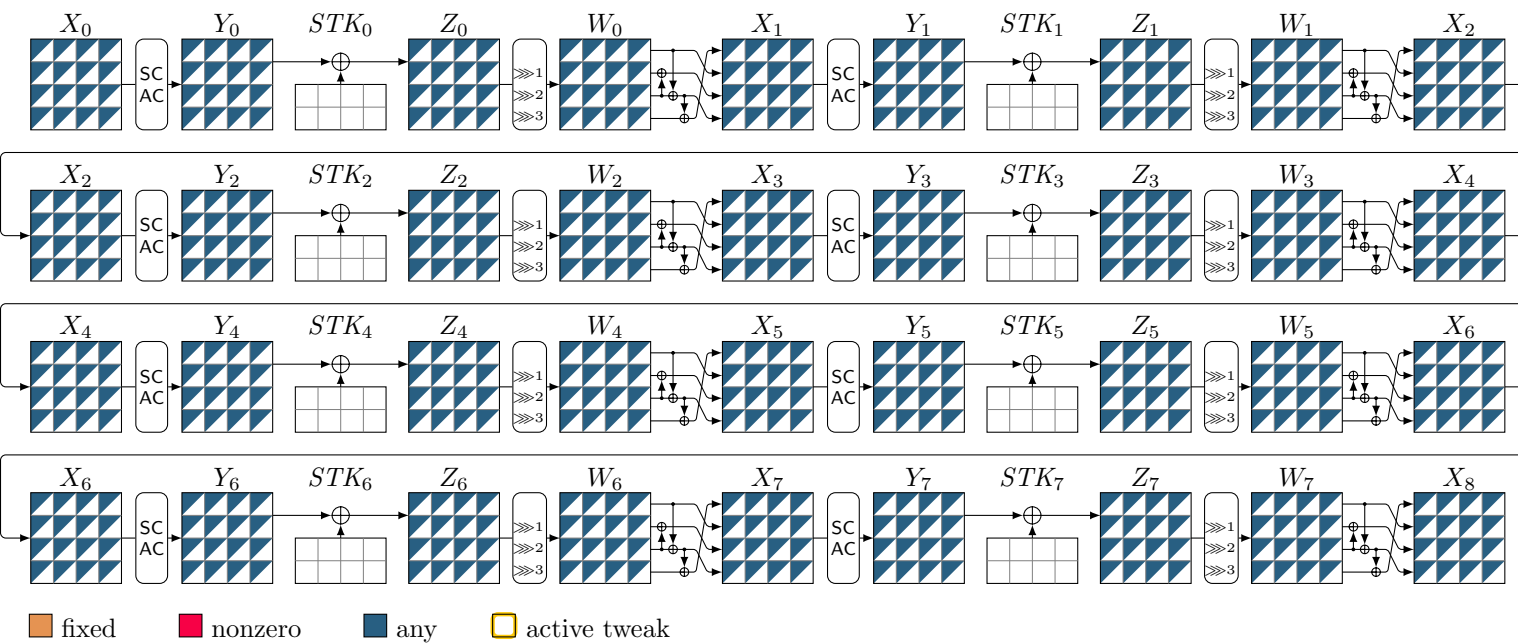 X₀ Y₀ STK₀ Z₀ W₀ X₁ Y₁ STK₁ Z₁ W₁ X₂
SC AC ⋙1 ⋙2 ⋙3 SC AC ⋙1 ⋙2 ⋙3
X₂ Y₂ STK₂ Z₂ W₂ X₃ Y₃ STK₃ Z₃ W₃ X₄
SC AC ⋙1 ⋙2 ⋙3 SC AC ⋙1 ⋙2 ⋙3
X₄ Y₄ STK₄ Z₄ W₄ X₅ Y₅ STK₅ Z₅ W₅ X₆
SC AC ⋙1 ⋙2 ⋙3 SC AC ⋙1 ⋙2 ⋙3
X₆ Y₆ STK₆ Z₆ W₆ X₇ Y₇ STK₇ Z₇ W₇ X₈
SC AC ⋙1 ⋙2 ⋙3 SC AC ⋙1 ⋙2 ⋙3
fixed nonzero any active tweak